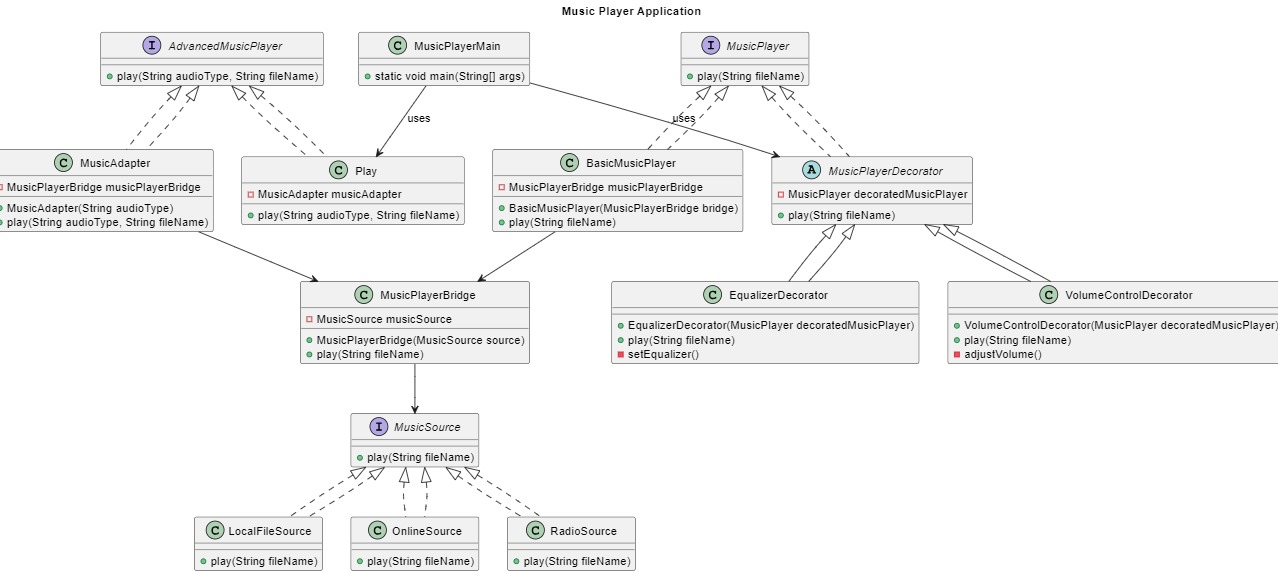 Music Player Application
I AdvancedMusicPlayer
play(String audioType, String fileName)
C MusicPlayerMain
static void main(String[] args)
I MusicPlayer
play(String fileName)
uses
uses
C MusicAdapter
MusicPlayerBridge musicPlayerBridge
MusicAdapter(String audioType)
play(String audioType, String fileName)
C Play
MusicAdapter musicAdapter
play(String audioType, String fileName)
C BasicMusicPlayer
MusicPlayerBridge musicPlayerBridge
BasicMusicPlayer(MusicPlayerBridge bridge)
play(String fileName)
A MusicPlayerDecorator
MusicPlayer decoratedMusicPlayer
play(String fileName)
C MusicPlayerBridge
MusicSource musicSource
MusicPlayerBridge(MusicSource source)
play(String fileName)
C EqualizerDecorator
EqualizerDecorator(MusicPlayer decoratedMusicPlayer)
play(String fileName)
setEqualizer()
C VolumeControlDecorator
VolumeControlDecorator(MusicPlayer decoratedMusicPlayer)
play(String fileName)
adjustVolume()
I MusicSource
play(String fileName)
C LocalFileSource
play(String fileName)
C OnlineSource
play(String fileName)
C RadioSource
play(String fileName)